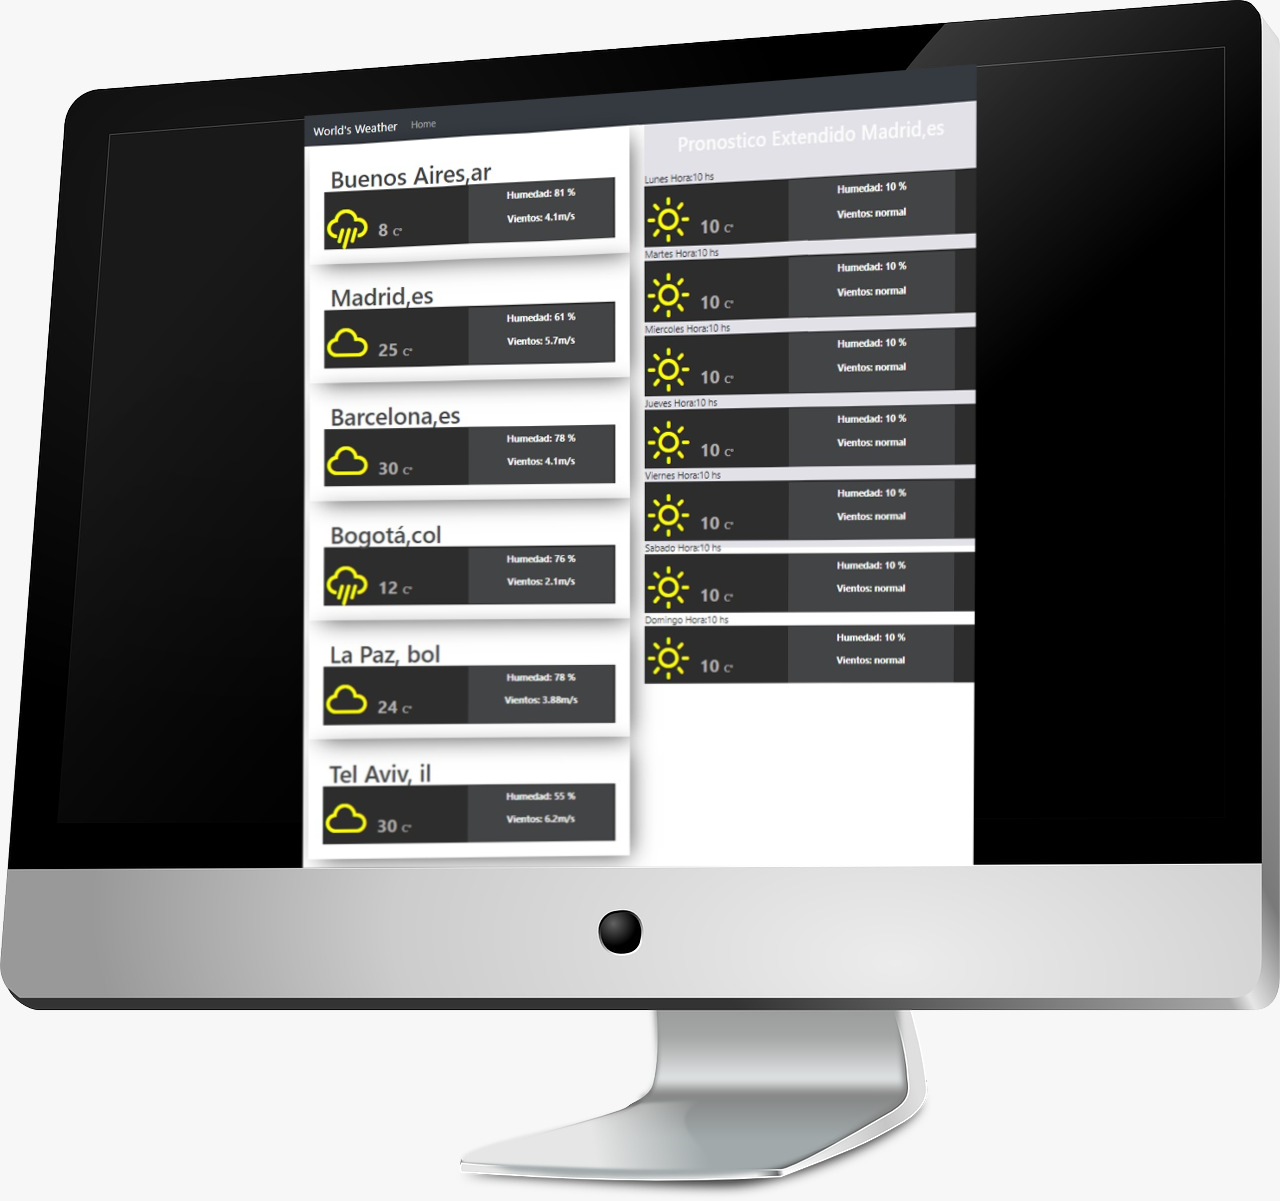 World's Weather Home
Buenos Aires,ar
8 C°
Humedad: 81 %
Vientos: 4.1m/s
Madrid,es
25 C°
Humedad: 61 %
Vientos: 5.7m/s
Barcelona,es
30 C°
Humedad: 78 %
Vientos: 4.1m/s
Bogotá,col
12 C°
Humedad: 76 %
Vientos: 2.1m/s
La Paz, bol
24 C°
Humedad: 78 %
Vientos: 3.88m/s
Tel Aviv, il
30 C°
Humedad: 55 %
Vientos: 6.2m/s
Pronostico Extendido Madrid,es
Lunes Hora:10 hs
10 C°
Humedad: 10 %
Vientos: normal
Martes Hora:10 hs
10 C°
Humedad: 10 %
Vientos: normal
Miercoles Hora:10 hs
10 C°
Humedad: 10 %
Vientos: normal
Jueves Hora:10 hs
10 C°
Humedad: 10 %
Vientos: normal
Viernes Hora:10 hs
10 C°
Humedad: 10 %
Vientos: normal
Sabado Hora:10 hs
10 C°
Humedad: 10 %
Vientos: normal
Domingo Hora:10 hs
10 C°
Humedad: 10 %
Vientos: normal